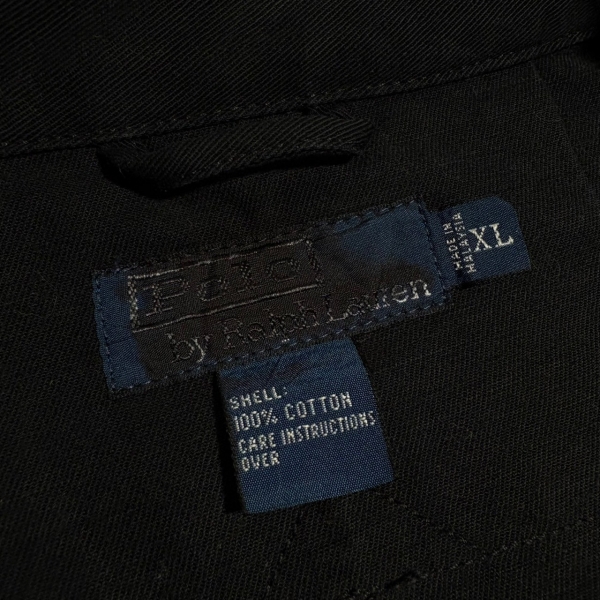 Polo
by Ralph Lauren
MADE IN
MALAYSIA
XL
SHELL:
100% COTTON
CARE INSTRUCTIONS
OVER